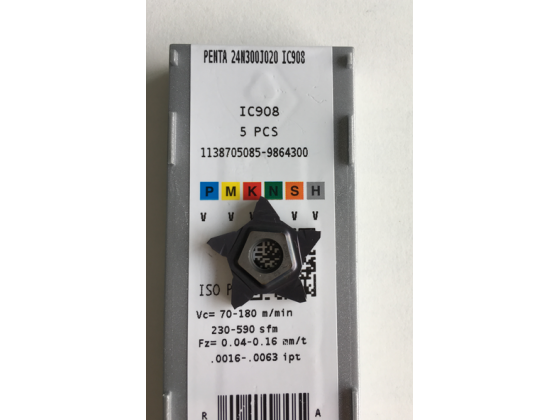 PENTA 24N300J020 IC908
IC908
5 PCS
1138705085-9864300
P M K N S H
V V V V V
ISO P
Vc= 70-180 m/min
230-590 sfm
Fz= 0.04-0.16 mm/t
.0016-.0063 ipt
R A